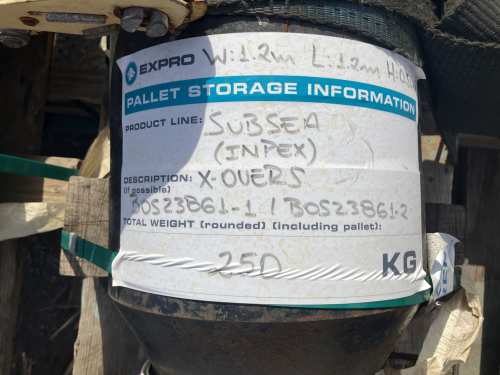 EXPRO W:1.2m L:1.2m
PALLET STORAGE INFORMATION
PRODUCT LINE: SUBSEA
(INPEX)
DESCRIPTION: X-OVERS
(if possible)
BOS23861-1 / BOS23861-2
TOTAL WEIGHT (rounded) (including pallet):
250 KG